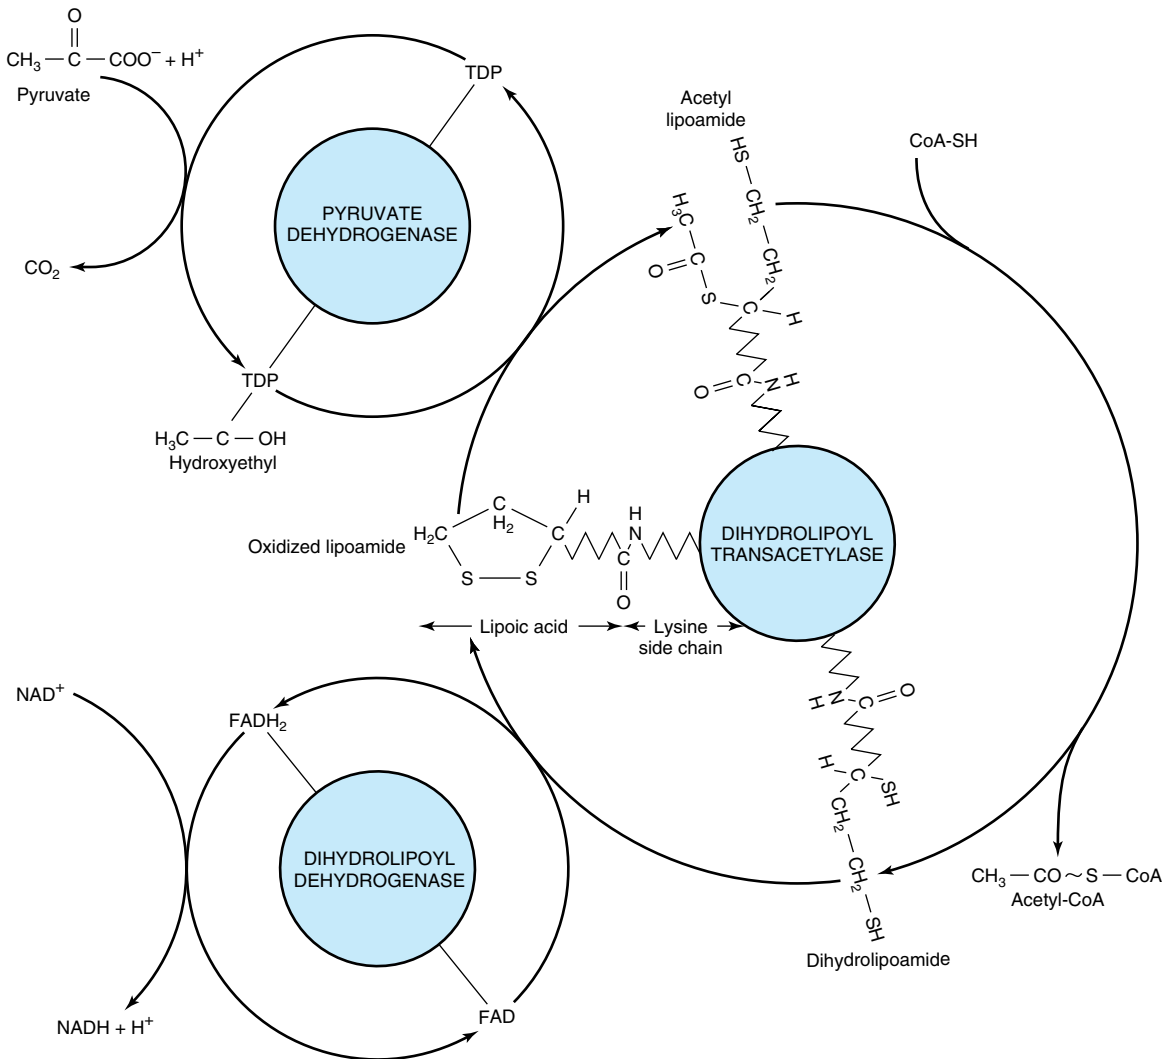 O
CH3 — C — COO– + H+
Pyruvate
CO2
TDP
PYRUVATE
DEHYDROGENASE
TDP
H3C — C — OH
Hydroxyethyl
Acetyl
lipoamide
HS
CH2
CH2
H3C
C
O
S
C
H
O
C
N
H
CoA-SH
Oxidized lipoamide
H2C
C
H2
C
H
S — S
H
N
C
O
Lipoic acid
Lysine
side chain
DIHYDROLIPOYL
TRANSACETYLASE
H
N
C
O
H
C
SH
CH2
CH2
SH
Dihydrolipoamide
CH3 — CO ~ S — CoA
Acetyl-CoA
NAD+
FADH2
DIHYDROLIPOYL
DEHYDROGENASE
FAD
NADH + H+